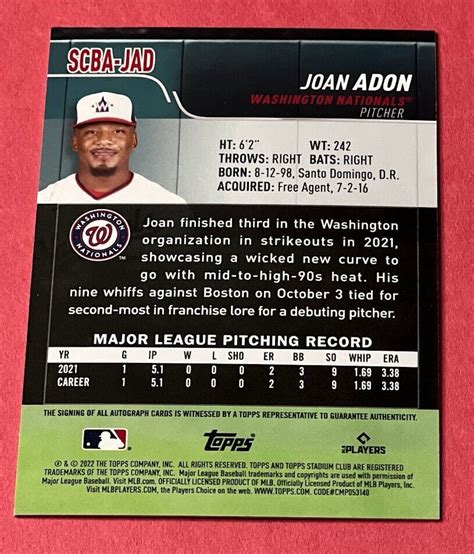 SCBA-JAD
JOAN ADON
WASHINGTON NATIONALS®
PITCHER
HT: 6'2" WT: 242
THROWS: RIGHT BATS: RIGHT
BORN: 8-12-98, Santo Domingo, D.R.
ACQUIRED: Free Agent, 7-2-16
WASHINGTON
W
NATIONALS
TM
Joan finished third in the Washington
organization in strikeouts in 2021,
showcasing a wicked new curve to
go with mid-to-high-90s heat. His
nine whiffs against Boston on October 3 tied for
second-most in franchise lore for a debuting pitcher.
MAJOR LEAGUE PITCHING RECORD
YR G IP W L SHO ER BB SO WHIP ERA
2021 1 5.1 0 0 0 2 3 9 1.69 3.38
CAREER 1 5.1 0 0 0 2 3 9 1.69 3.38
THE SIGNING OF ALL AUTOGRAPH CARDS IS WITNESSED BY A TOPPS REPRESENTATIVE TO GUARANTEE AUTHENTICITY.
Topps
PLAYERS
® & © 2022 THE TOPPS COMPANY, INC. ALL RIGHTS RESERVED. TOPPS AND TOPPS STADIUM CLUB ARE REGISTERED
TRADEMARKS OF THE TOPPS COMPANY, INC. Major League Baseball trademarks and copyrights are used with permission of
Major League Baseball. Visit MLB.com. OFFICIALLY LICENSED PRODUCT OF MLB. Officially Licensed Product of MLB Players, Inc.
Visit MLBPLAYERS.com, the Players Choice on the web. WWW.TOPPS.COM. CODE#CMP053140